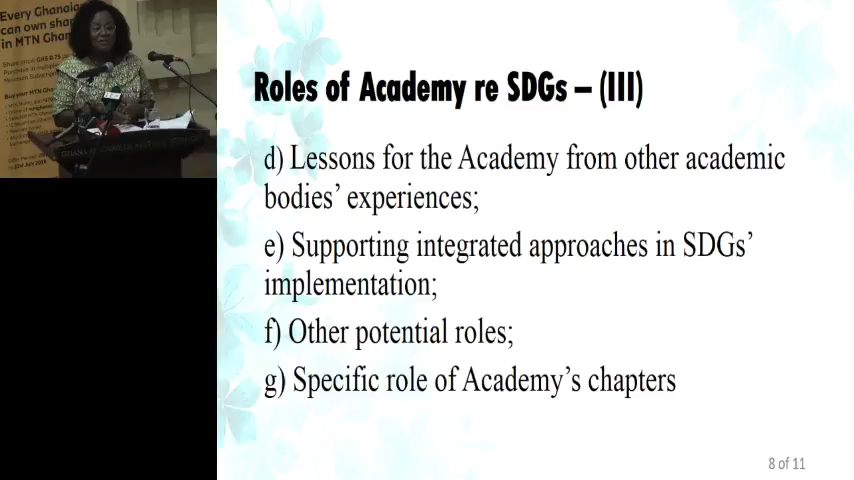 Every Ghanaia
can own shar
in MTN Gha
Roles of Academy re SDGs – (III)
d) Lessons for the Academy from other academic
bodies’ experiences;
e) Supporting integrated approaches in SDGs’
implementation;
f) Other potential roles;
g) Specific role of Academy’s chapters
8 of 11